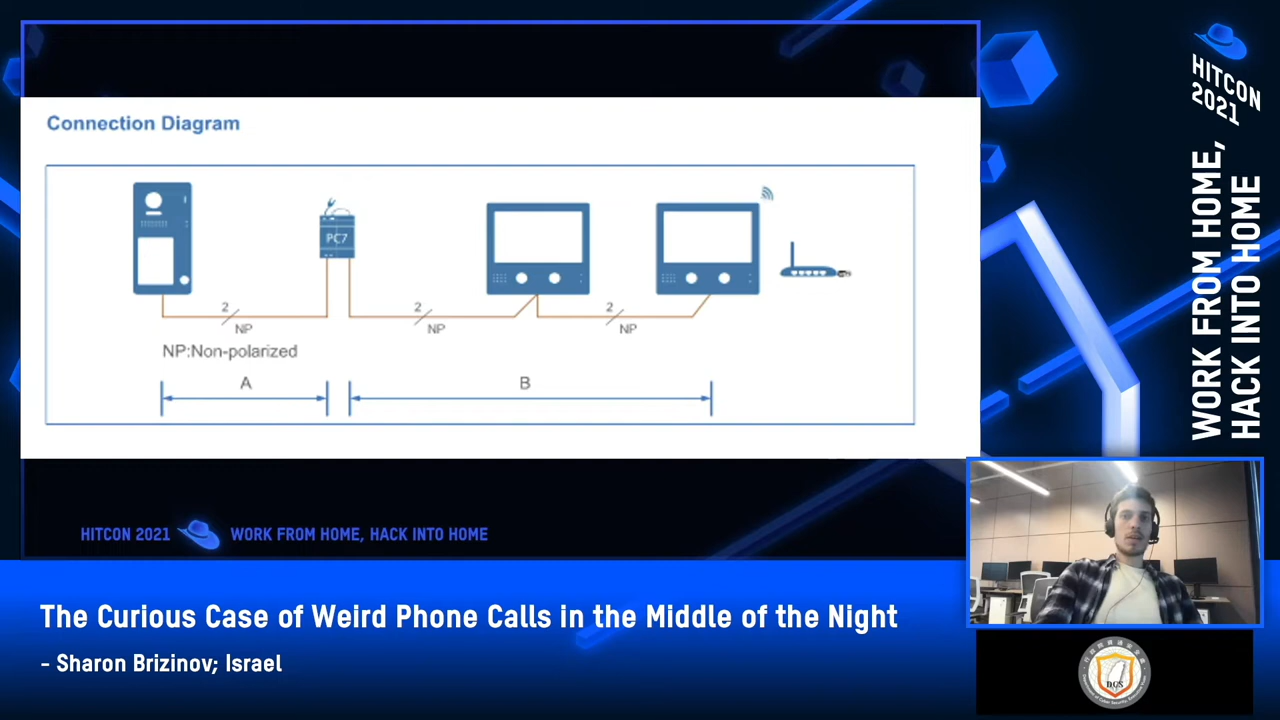 Connection Diagram
PC7
2
NP
2
NP
2
NP
NP:Non-polarized
A
B
HITCON 2021
WORK FROM HOME, HACK INTO HOME
The Curious Case of Weird Phone Calls in the Middle of the Night
- Sharon Brizinov; Israel
HITCON
2021
WORK FROM HOME,
HACK INTO HOME
DCS